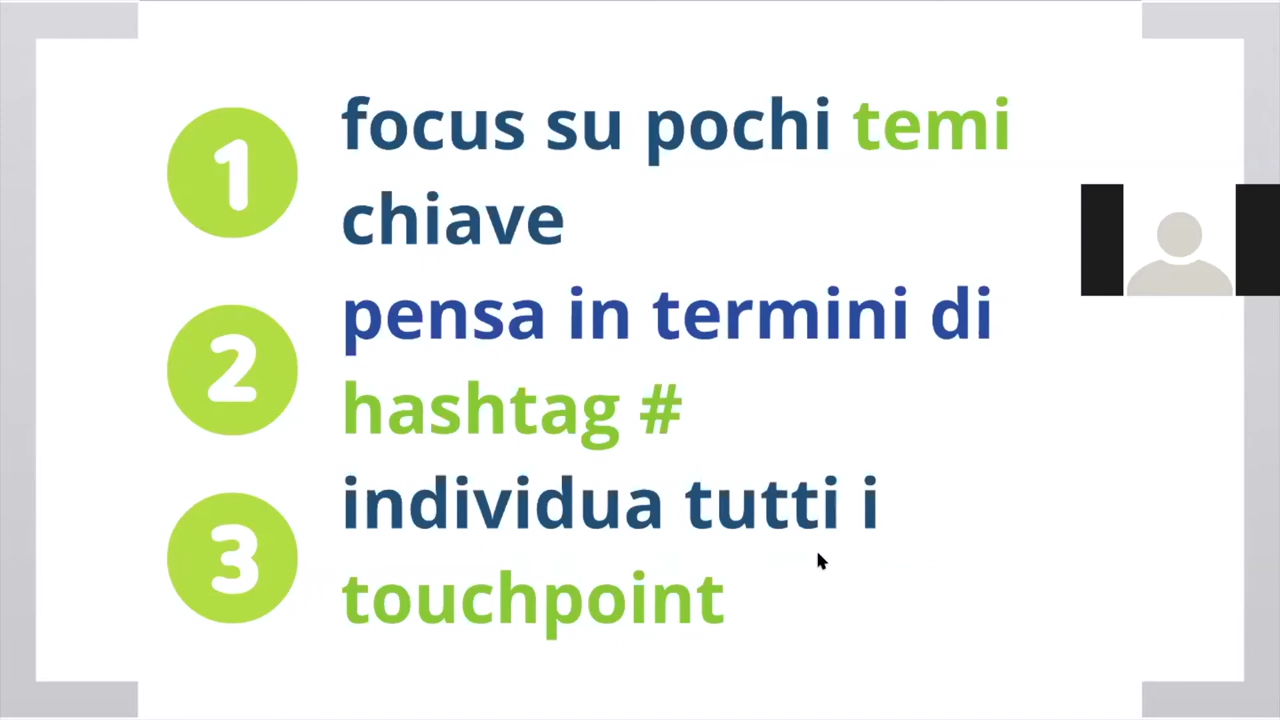 1 focus su pochi temi
chiave
2 pensa in termini di
hashtag #
3 individua tutti i
touchpoint